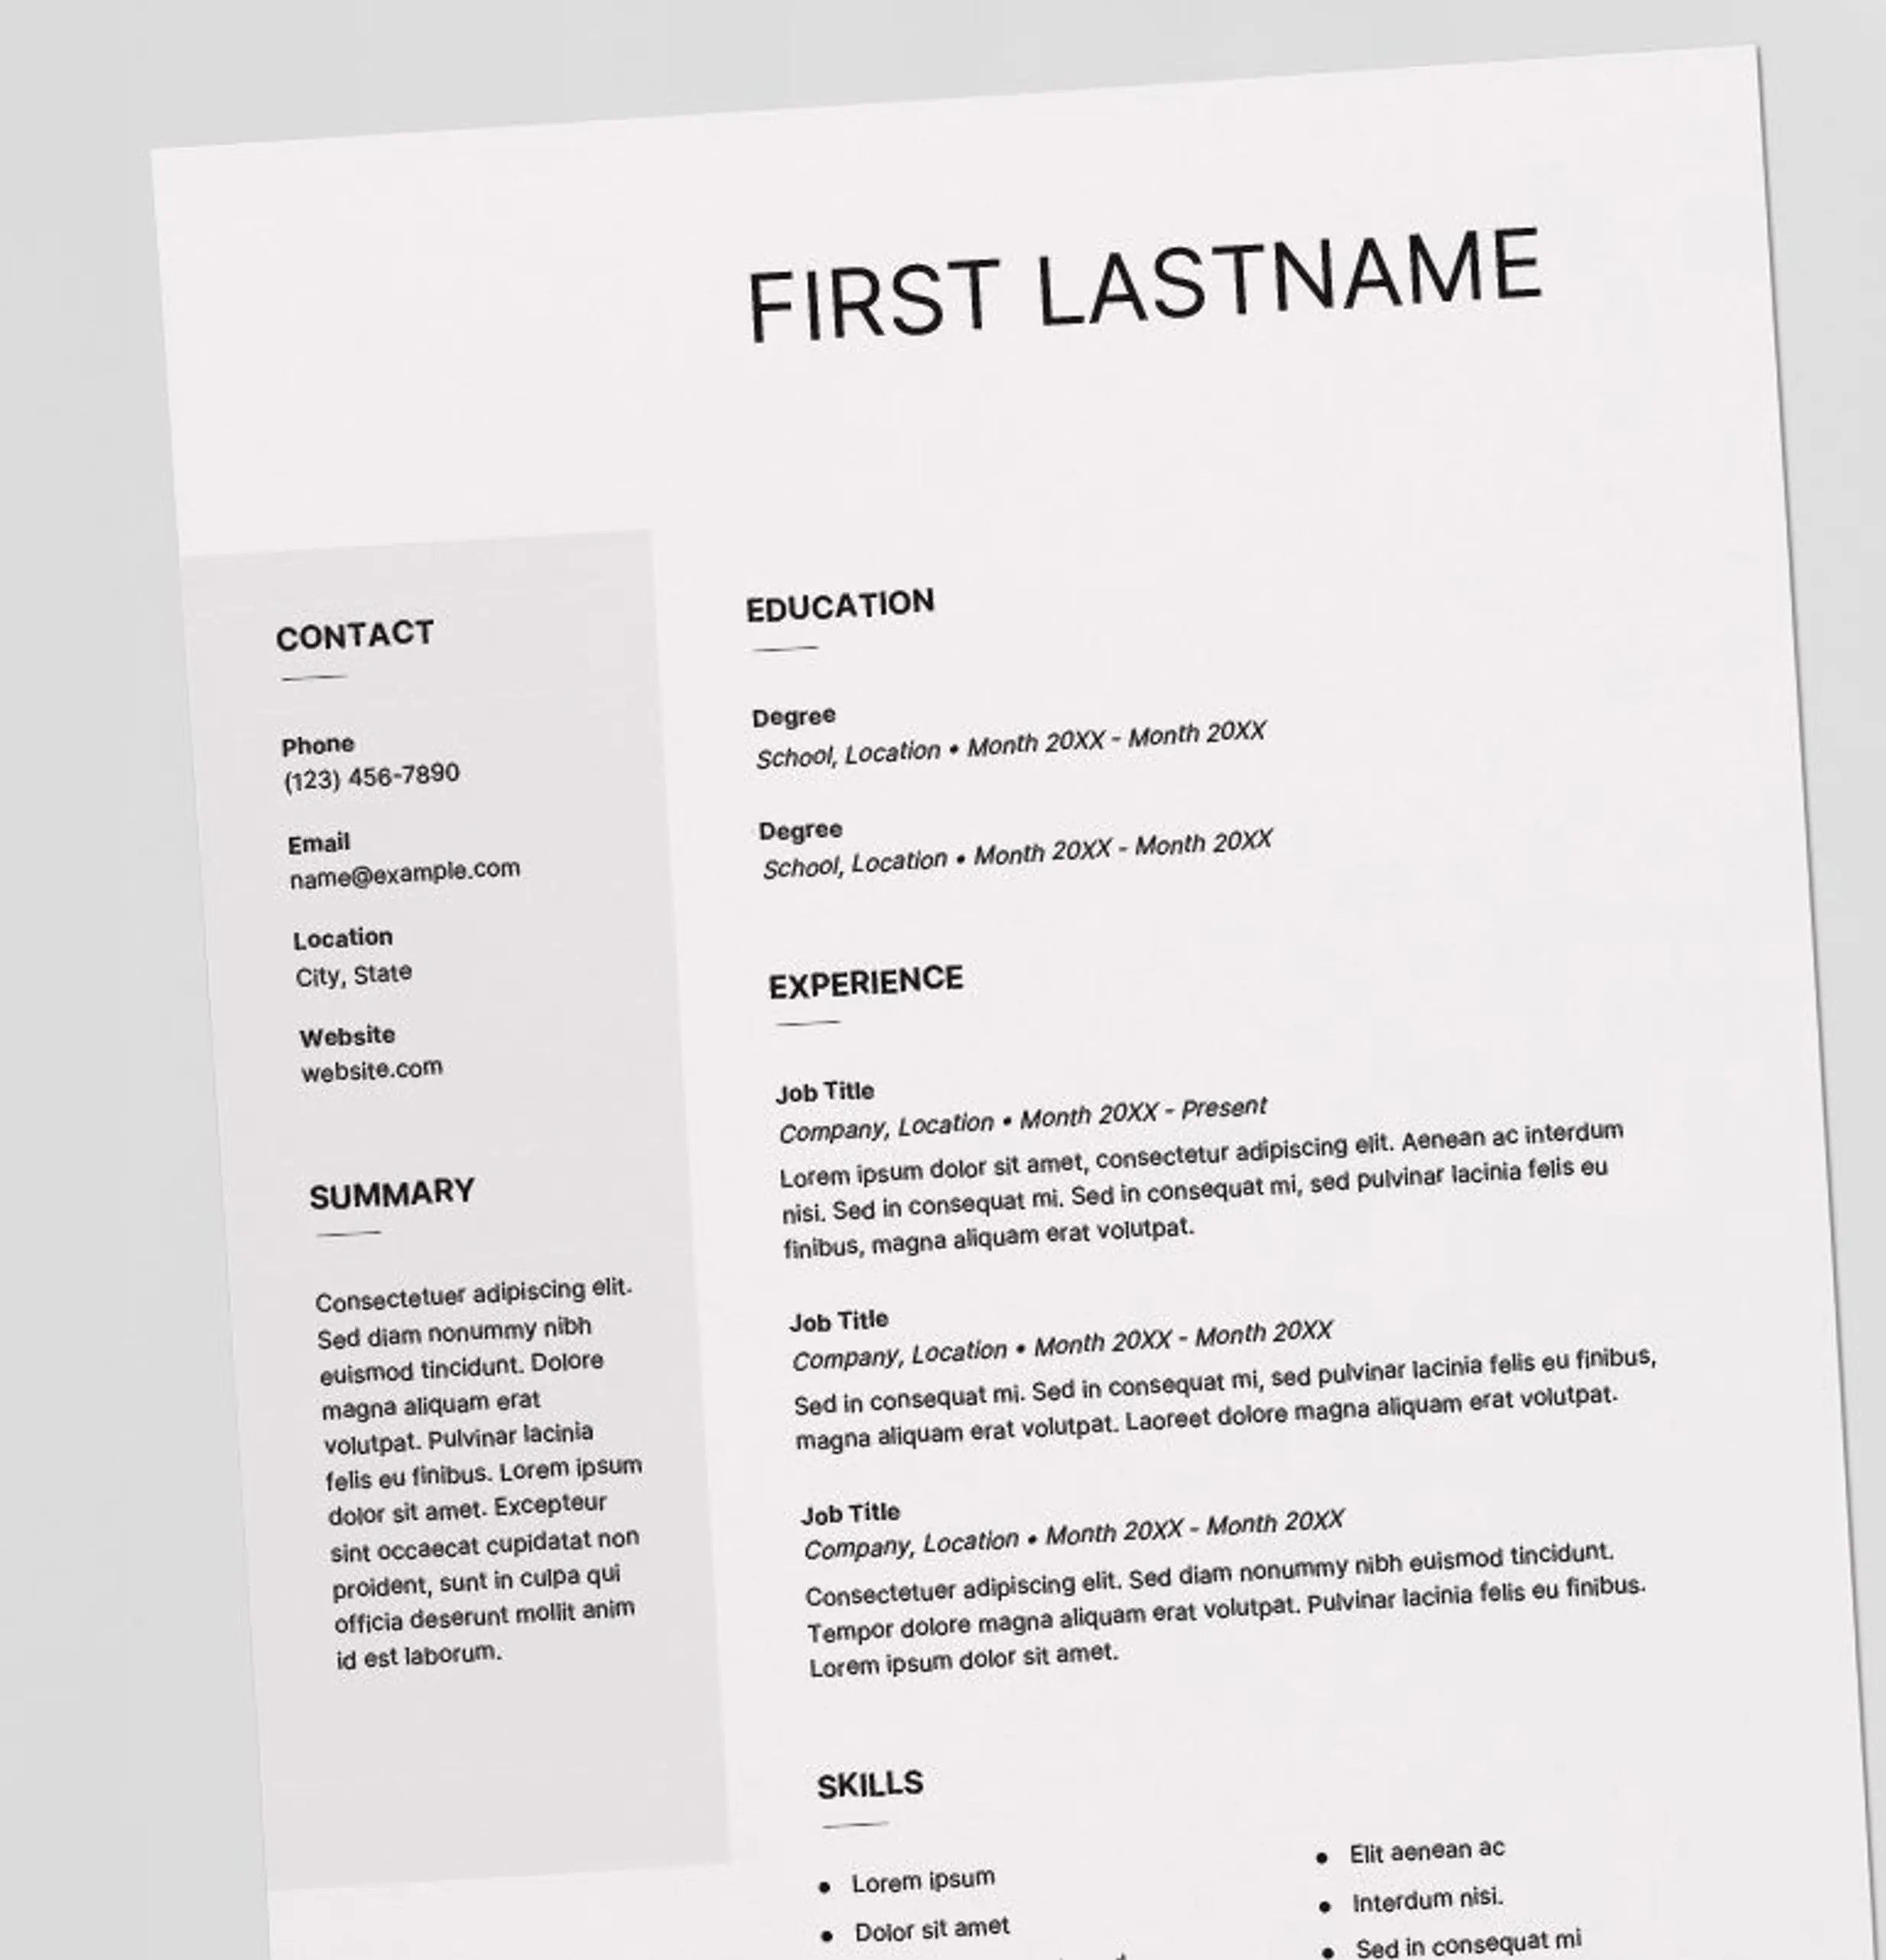 FIRST LASTNAME
CONTACT
Phone
(123) 456-7890
Email
name@example.com
Location
City, State
Website
website.com
SUMMARY
Consectetuer adipiscing elit.
Sed diam nonummy nibh
euismod tincidunt. Dolore
magna aliquam erat
volutpat. Pulvinar lacinia
felis eu finibus. Lorem ipsum
dolor sit amet. Excepteur
sint occaecat cupidatat non
proident, sunt in culpa qui
officia deserunt mollit anim
id est laborum.
EDUCATION
Degree
School, Location • Month 20XX - Month 20XX
Degree
School, Location • Month 20XX - Month 20XX
EXPERIENCE
Job Title
Company, Location • Month 20XX - Present
Lorem ipsum dolor sit amet, consectetur adipiscing elit. Aenean ac interdum
nisi. Sed in consequat mi. Sed in consequat mi, sed pulvinar lacinia felis eu
finibus, magna aliquam erat volutpat.
Job Title
Company, Location • Month 20XX - Month 20XX
Sed in consequat mi. Sed in consequat mi, sed pulvinar lacinia felis eu finibus,
magna aliquam erat volutpat. Laoreet dolore magna aliquam erat volutpat.
Job Title
Company, Location • Month 20XX - Month 20XX
Consectetuer adipiscing elit. Sed diam nonummy nibh euismod tincidunt.
Tempor dolore magna aliquam erat volutpat. Pulvinar lacinia felis eu finibus.
Lorem ipsum dolor sit amet.
SKILLS
• Lorem ipsum
• Dolor sit amet
• Elit aenean ac
• Interdum nisi.
• Sed in consequat mi